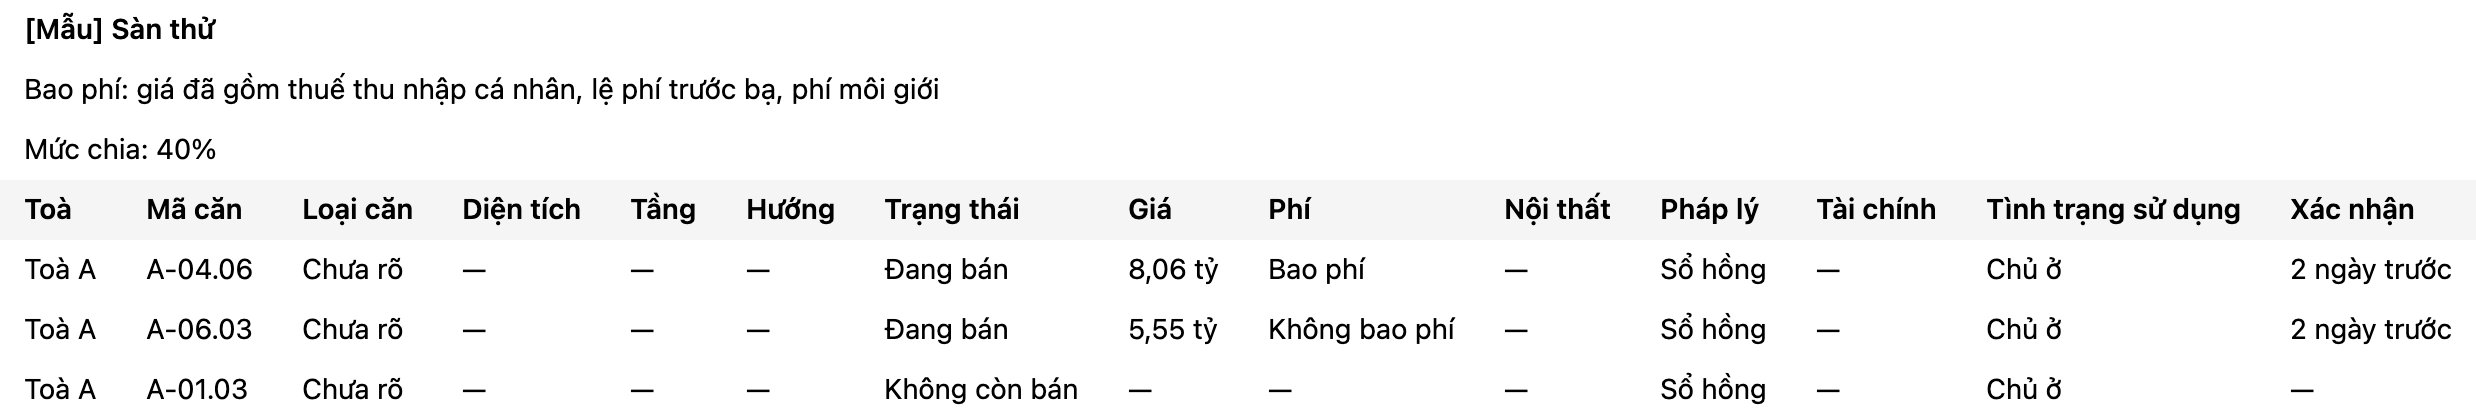 [Mẫu] Sàn thử
Bao phí: giá đã gồm thuế thu nhập cá nhân, lệ phí trước bạ, phí môi giới
Mức chia: 40%
Toà Mã căn Loại căn Diện tích Tầng Hướng Trạng thái Giá Phí Nội thất Pháp lý Tài chính Tình trạng sử dụng Xác nhận
Toà A A-04.06 Chưa rõ — — — Đang bán 8,06 tỷ Bao phí — Sổ hồng — Chủ ở 2 ngày trước
Toà A A-06.03 Chưa rõ — — — Đang bán 5,55 tỷ Không bao phí — Sổ hồng — Chủ ở 2 ngày trước
Toà A A-01.03 Chưa rõ — — — Không còn bán — — — Sổ hồng — Chủ ở —